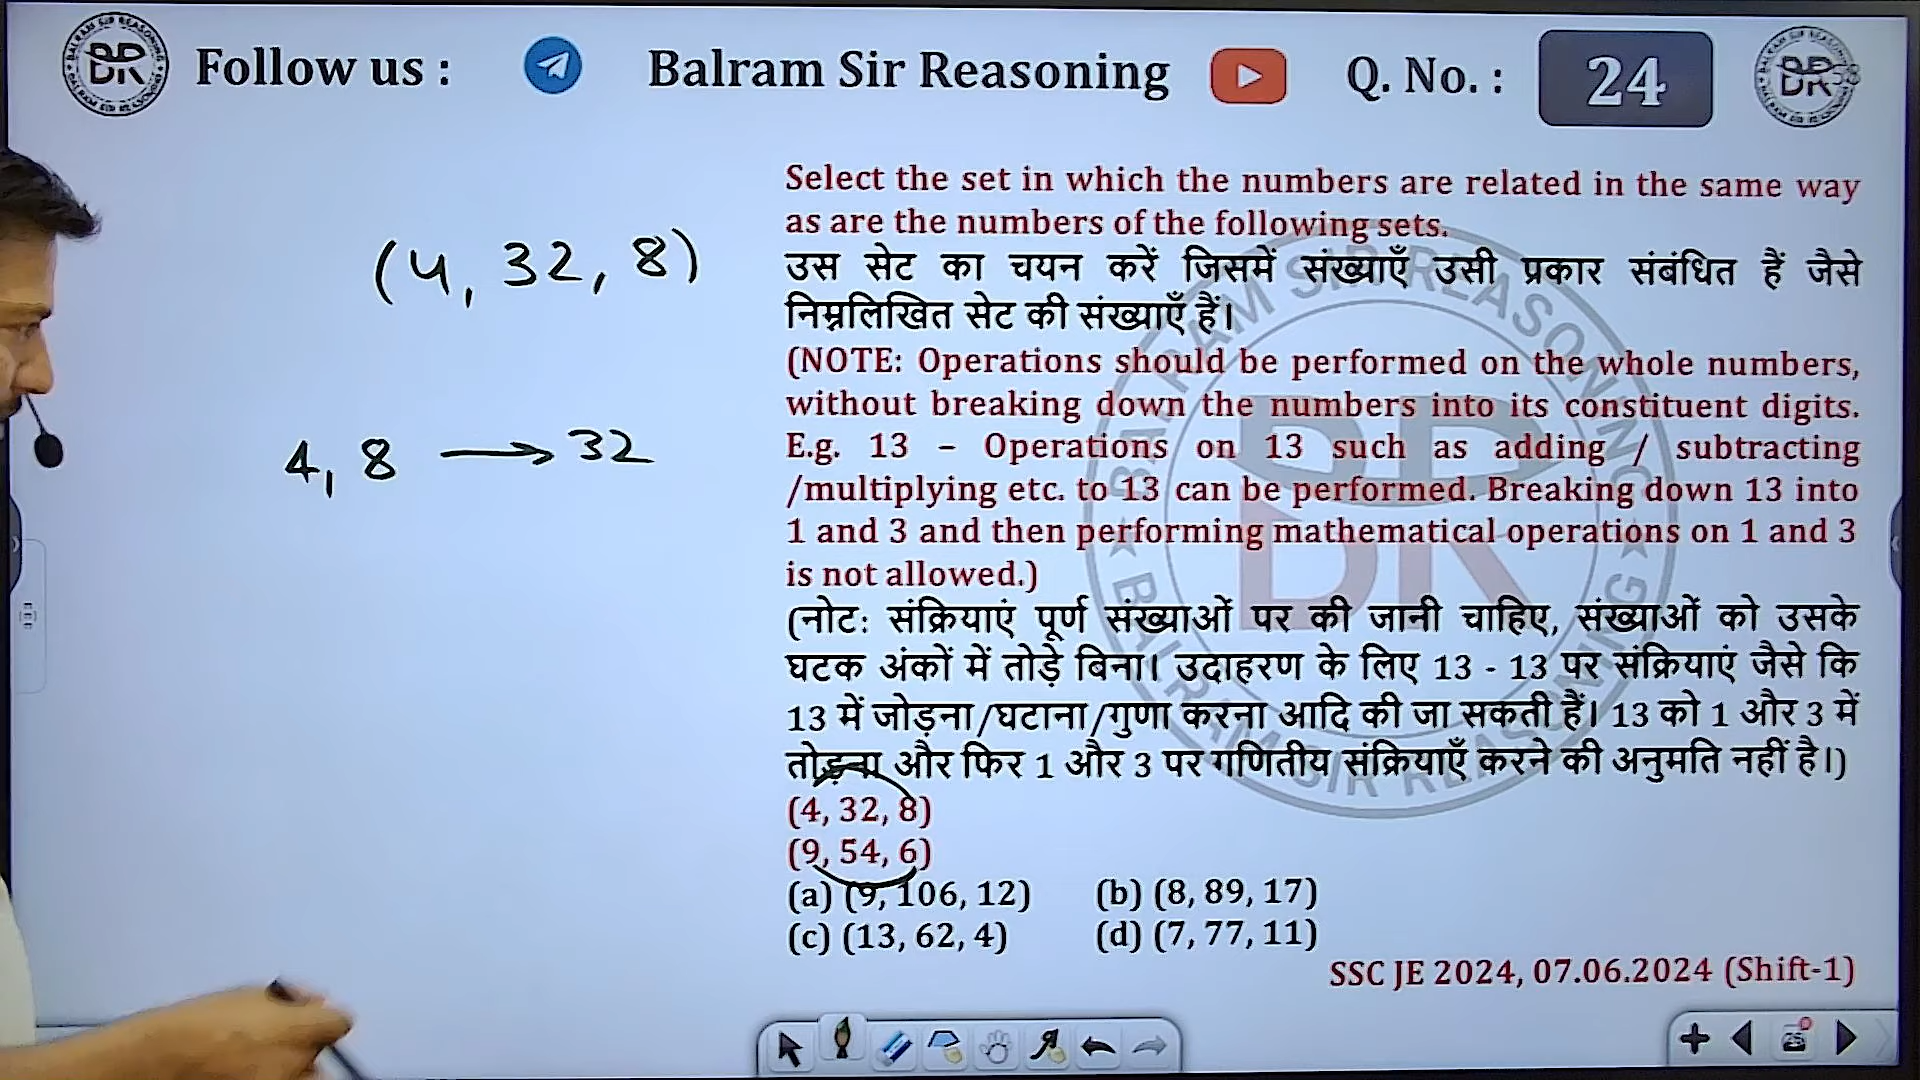 Follow us :
Balram Sir Reasoning
Q. No. :
24
(4, 32, 8)
4, 8 → 32
Select the set in which the numbers are related in the same way
as are the numbers of the following sets.
उस सेट का चयन करें जिसमें संख्याएँ उसी प्रकार संबंधित हैं जैसे
निम्नलिखित सेट की संख्याएँ हैं।
(NOTE: Operations should be performed on the whole numbers,
without breaking down the numbers into its constituent digits.
E.g. 13 – Operations on 13 such as adding / subtracting
/multiplying etc. to 13 can be performed. Breaking down 13 into
1 and 3 and then performing mathematical operations on 1 and 3
is not allowed.)
(नोट: संक्रियाएं पूर्ण संख्याओं पर की जानी चाहिए, संख्याओं को उसके
घटक अंकों में तोड़े बिना। उदाहरण के लिए 13 - 13 पर संक्रियाएं जैसे कि
13 में जोड़ना/घटाना/गुणा करना आदि की जा सकती हैं। 13 को 1 और 3 में
तोड़ना और फिर 1 और 3 पर गणितीय संक्रियाएँ करने की अनुमति नहीं है।)
(4, 32, 8)
(9, 54, 6)
(a) (9, 106, 12) (b) (8, 89, 17)
(c) (13, 62, 4) (d) (7, 77, 11)
SSC JE 2024, 07.06.2024 (Shift-1)
BALRAM SIR REASONING
BR
BALRAM SIR REASONING